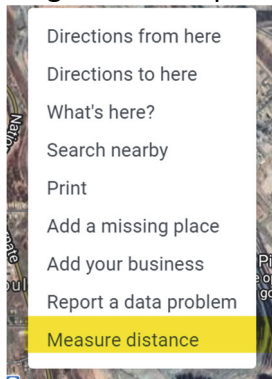 Directions from here
Directions to here
What's here?
Search nearby
Print
Add a missing place
Add your business
Report a data problem
Measure distance